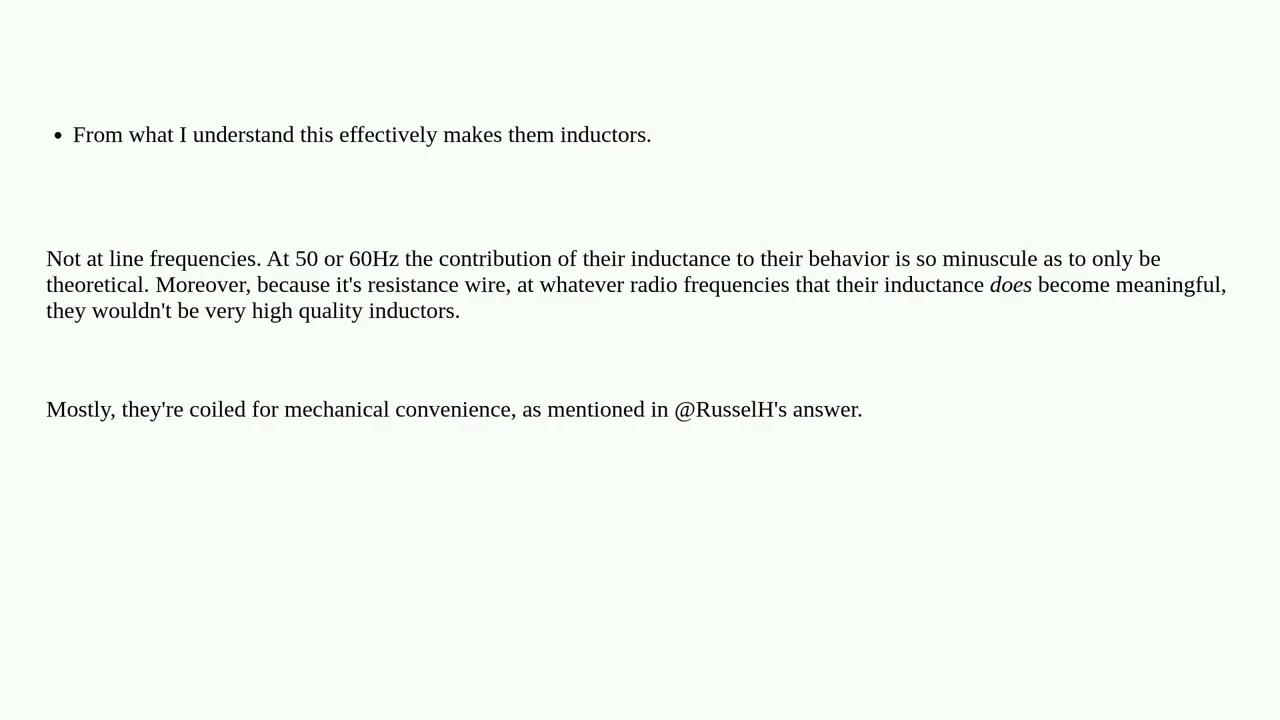 • From what I understand this effectively makes them inductors.
Not at line frequencies. At 50 or 60Hz the contribution of their inductance to their behavior is so minuscule as to only be
theoretical. Moreover, because it's resistance wire, at whatever radio frequencies that their inductance does become meaningful,
they wouldn't be very high quality inductors.
Mostly, they're coiled for mechanical convenience, as mentioned in @RusselH's answer.